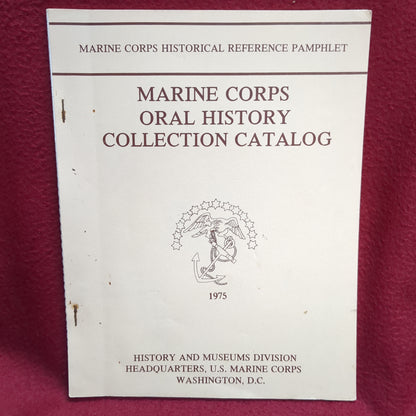 MARINE CORPS HISTORICAL REFERENCE PAMPHLET
MARINE CORPS
ORAL HISTORY
COLLECTION CATALOG
1975
HISTORY AND MUSEUMS DIVISION
HEADQUARTERS, U.S. MARINE CORPS
WASHINGTON, D.C.